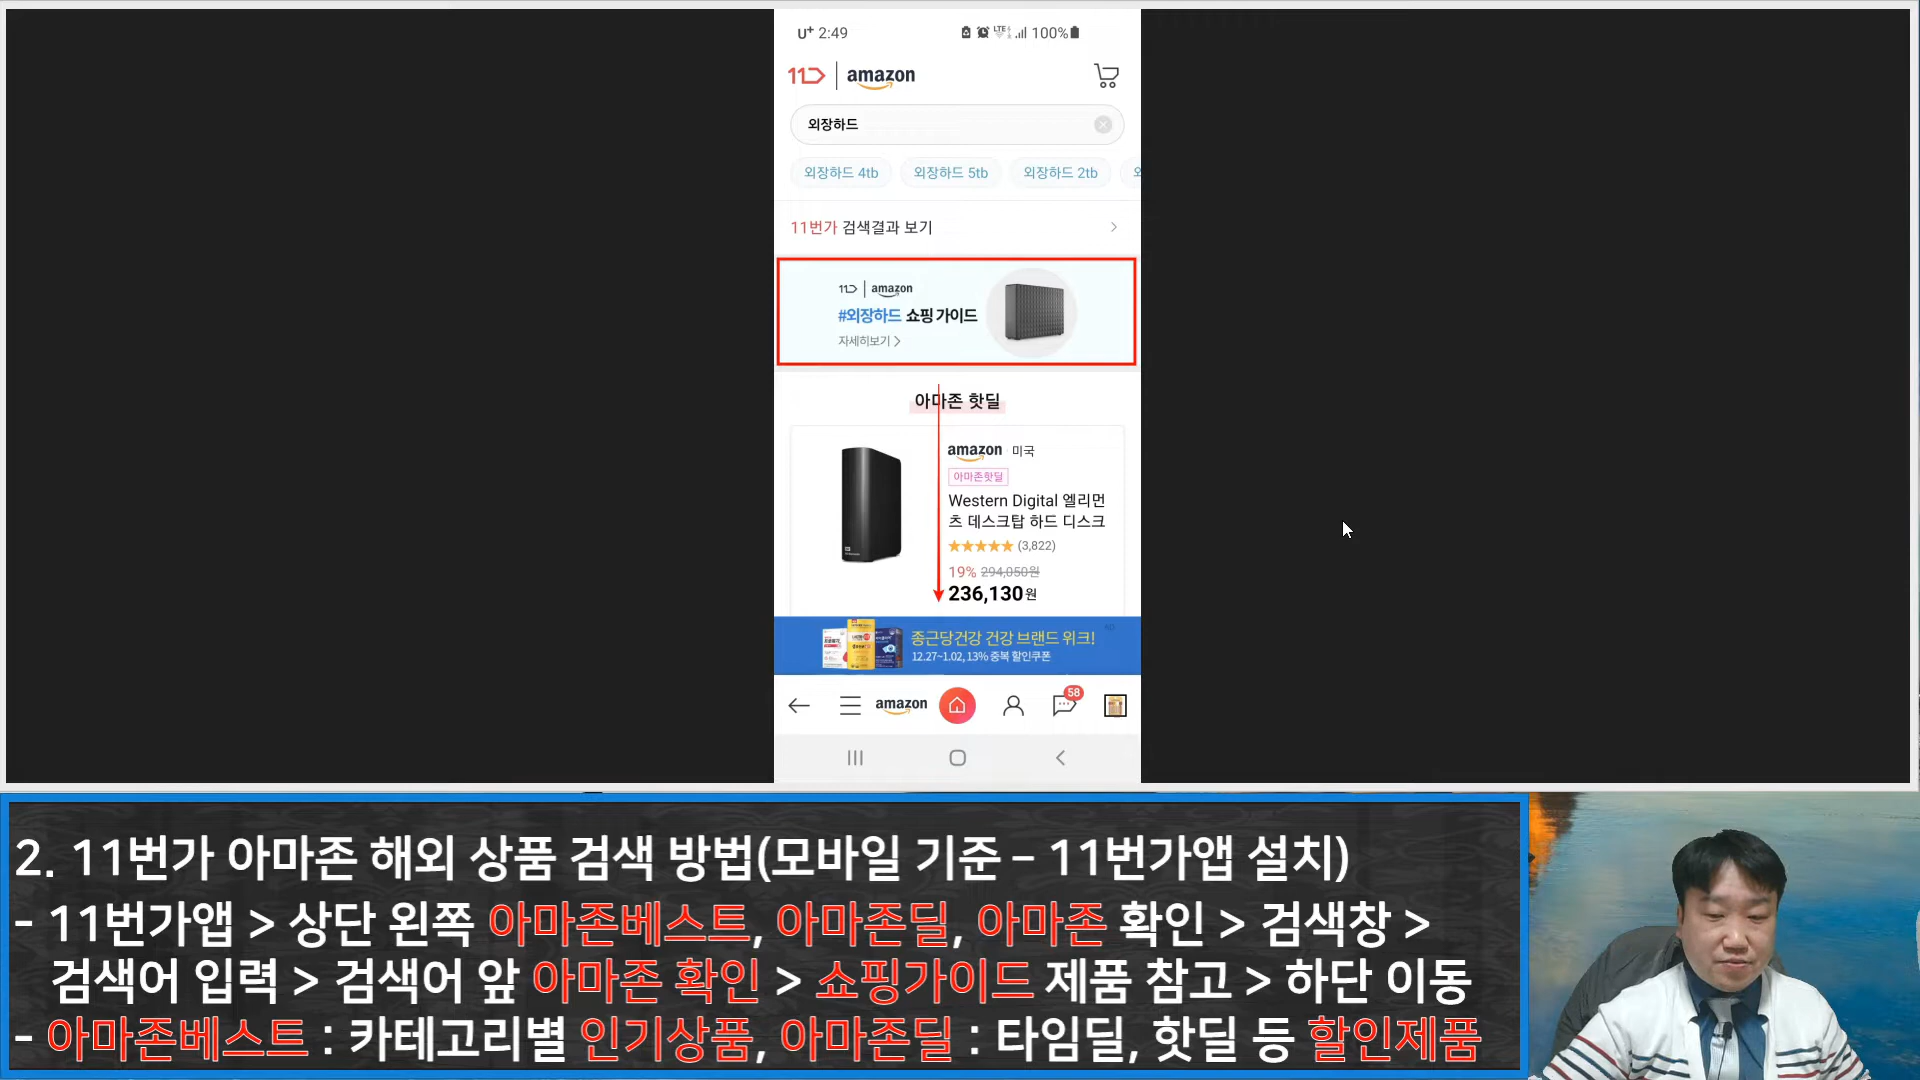 U+ 2:49
LTE 100%
11 amazon
외장하드
외장하드 4tb 외장하드 5tb 외장하드 2tb
11번가 검색결과 보기
11 amazon
#외장하드 쇼핑 가이드
자세히보기 >
아마존 핫딜
amazon 미국
아마존핫딜
Western Digital 엘리먼
츠 데스크탑 하드 디스크
(3,822)
19% 294,050원
236,130원
종근당건강 건강 브랜드 위크!
12.27~1.02, 13% 중복 할인쿠폰
amazon 58
2. 11번가 아마존 해외 상품 검색 방법(모바일 기준 – 11번가앱 설치)
- 11번가앱 > 상단 왼쪽 아마존베스트, 아마존딜, 아마존 확인 > 검색창 >
검색어 입력 > 검색어 앞 아마존 확인 > 쇼핑가이드 제품 참고 > 하단 이동
- 아마존베스트 : 카테고리별 인기상품, 아마존딜 : 타임딜, 핫딜 등 할인제품